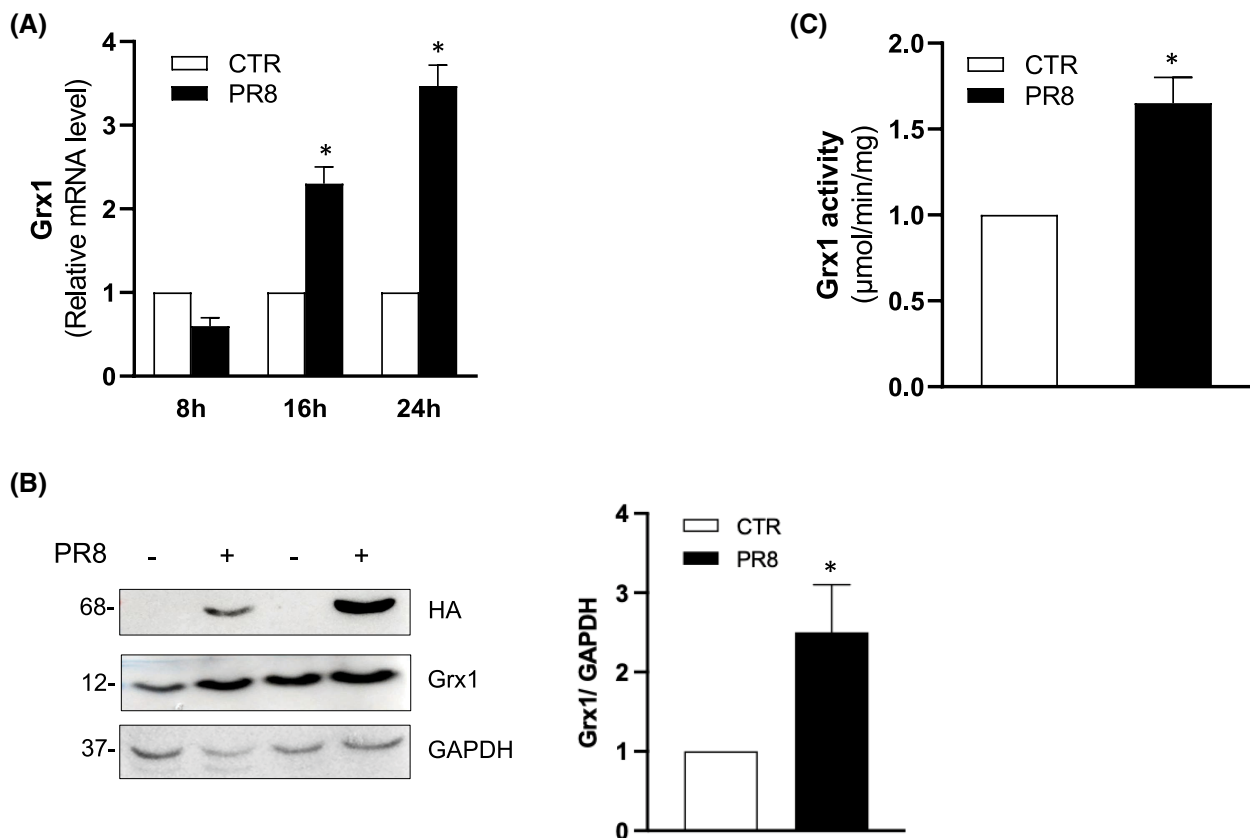 (A)
4
3
2
1
0
Grx1
(Relative mRNA level)
CTR
PR8
*
*
8h
16h
24h
(C)
2.0
1.5
1.0
0.5
0.0
Grx1 activity
(µmol/min/mg)
CTR
PR8
*
(B)
PR8 - + - +
68- HA
12- Grx1
37- GAPDH
4
3
2
1
0
Grx1/ GAPDH
CTR
PR8
*